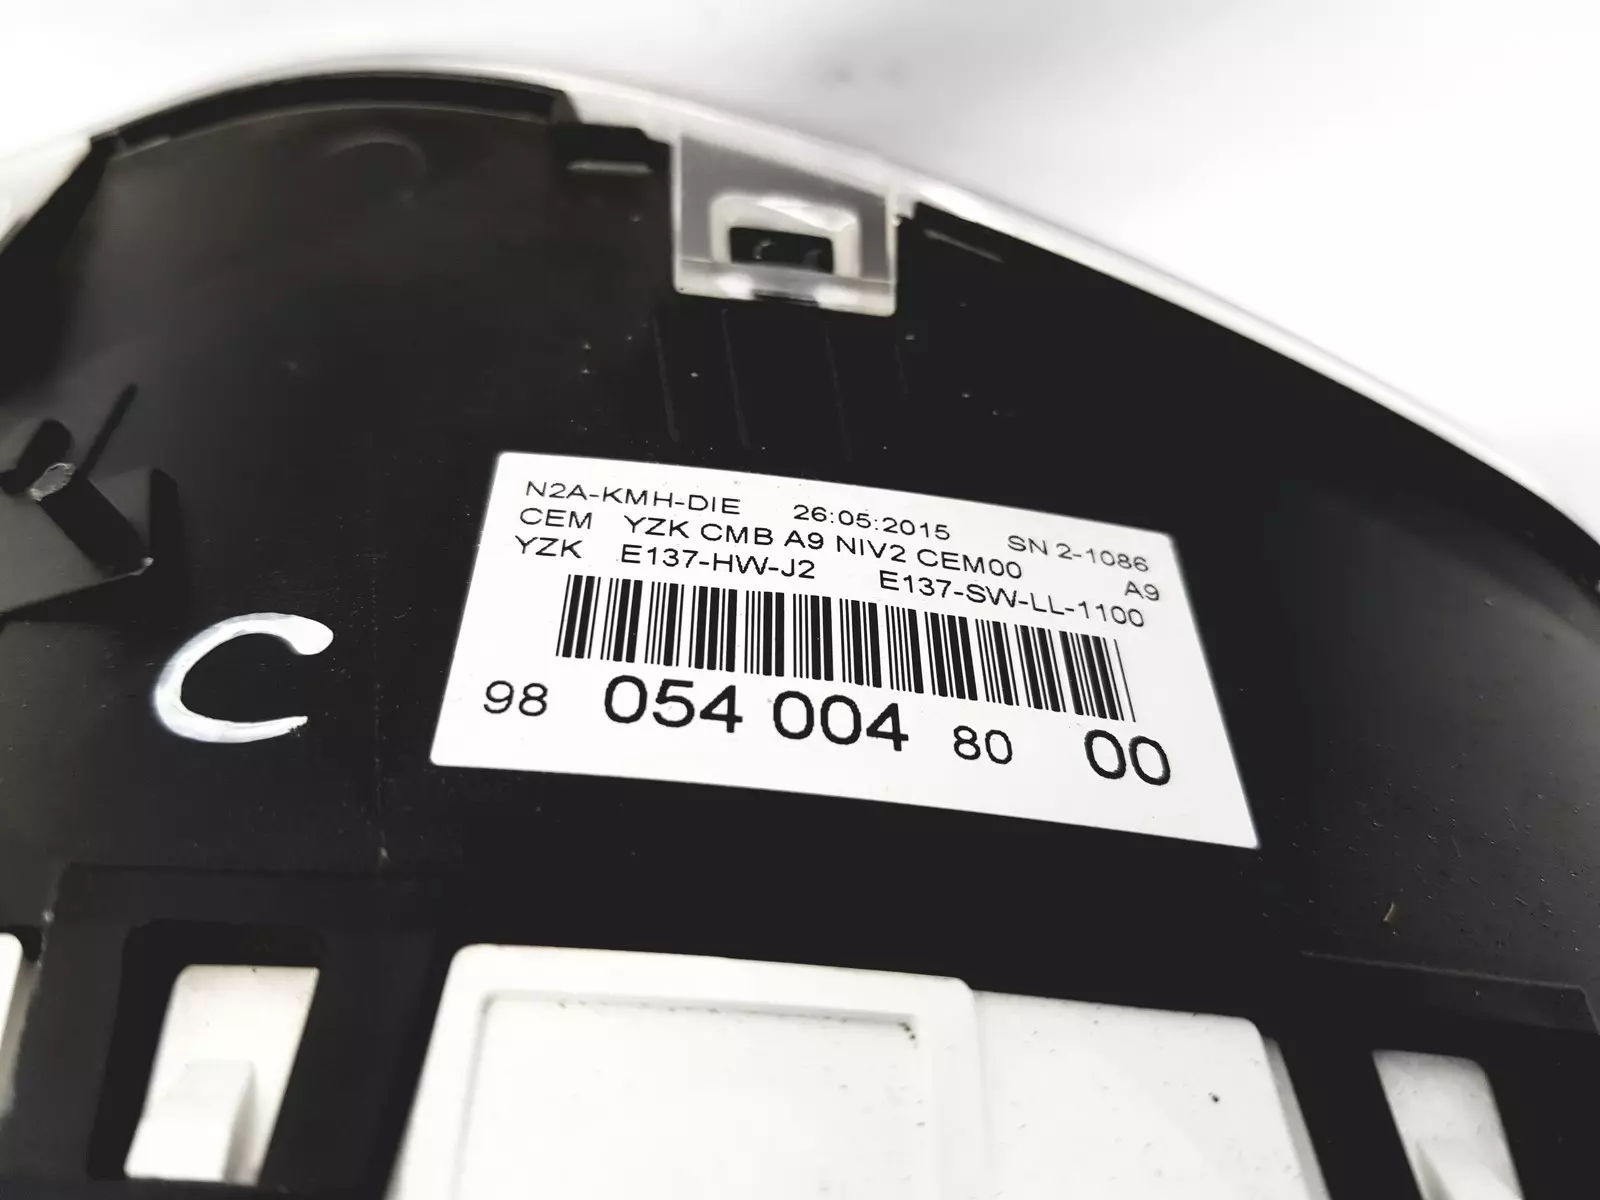 N2A-KMH-DIE 26:05:2015 SN 2-1086
CEM YZK CMB A9 NIV2 CEM00 A9
YZK E137-HW-J2 E137-SW-LL-1100
98 054 004 80 00
C